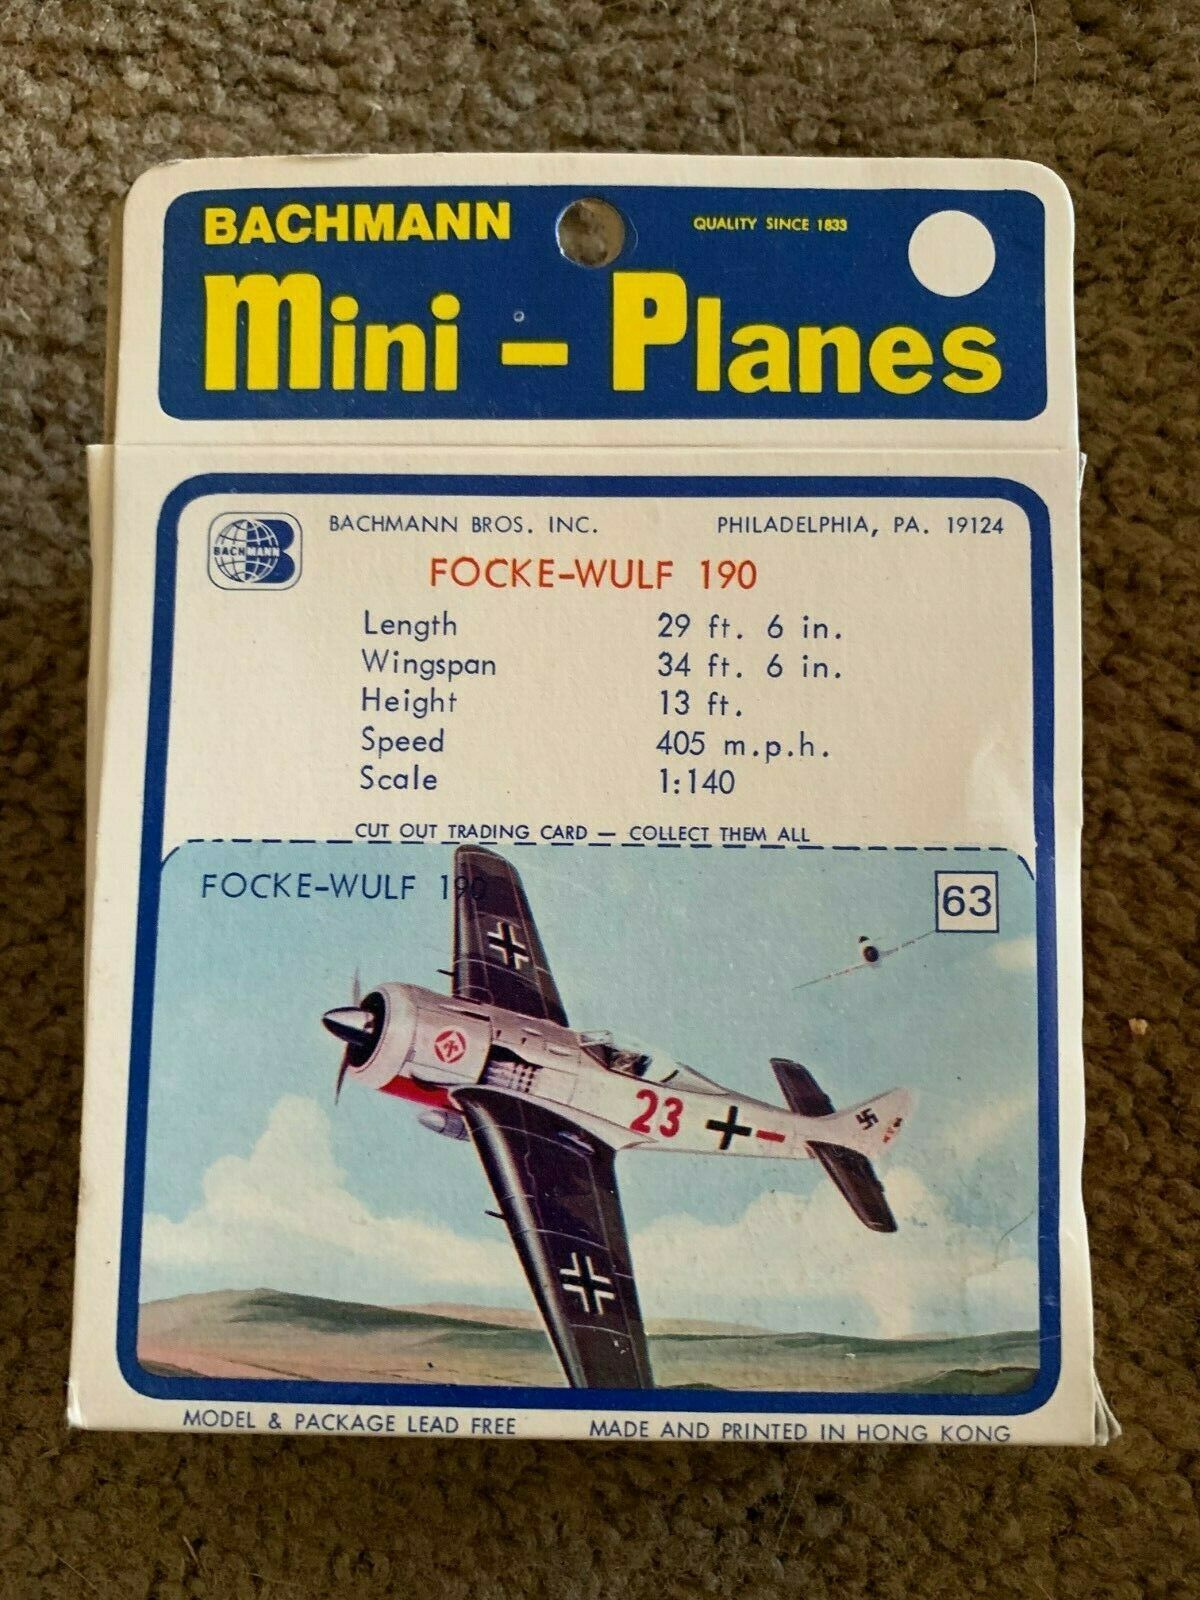 BACHMANN
QUALITY SINCE 1833
Mini - Planes
BACHMANN
BACHMANN BROS. INC. PHILADELPHIA, PA. 19124
FOCKE-WULF 190
Length 29 ft. 6 in.
Wingspan 34 ft. 6 in.
Height 13 ft.
Speed 405 m.p.h.
Scale 1:140
CUT OUT TRADING CARD — COLLECT THEM ALL
FOCKE-WULF 190
63
23
MODEL & PACKAGE LEAD FREE MADE AND PRINTED IN HONG KONG